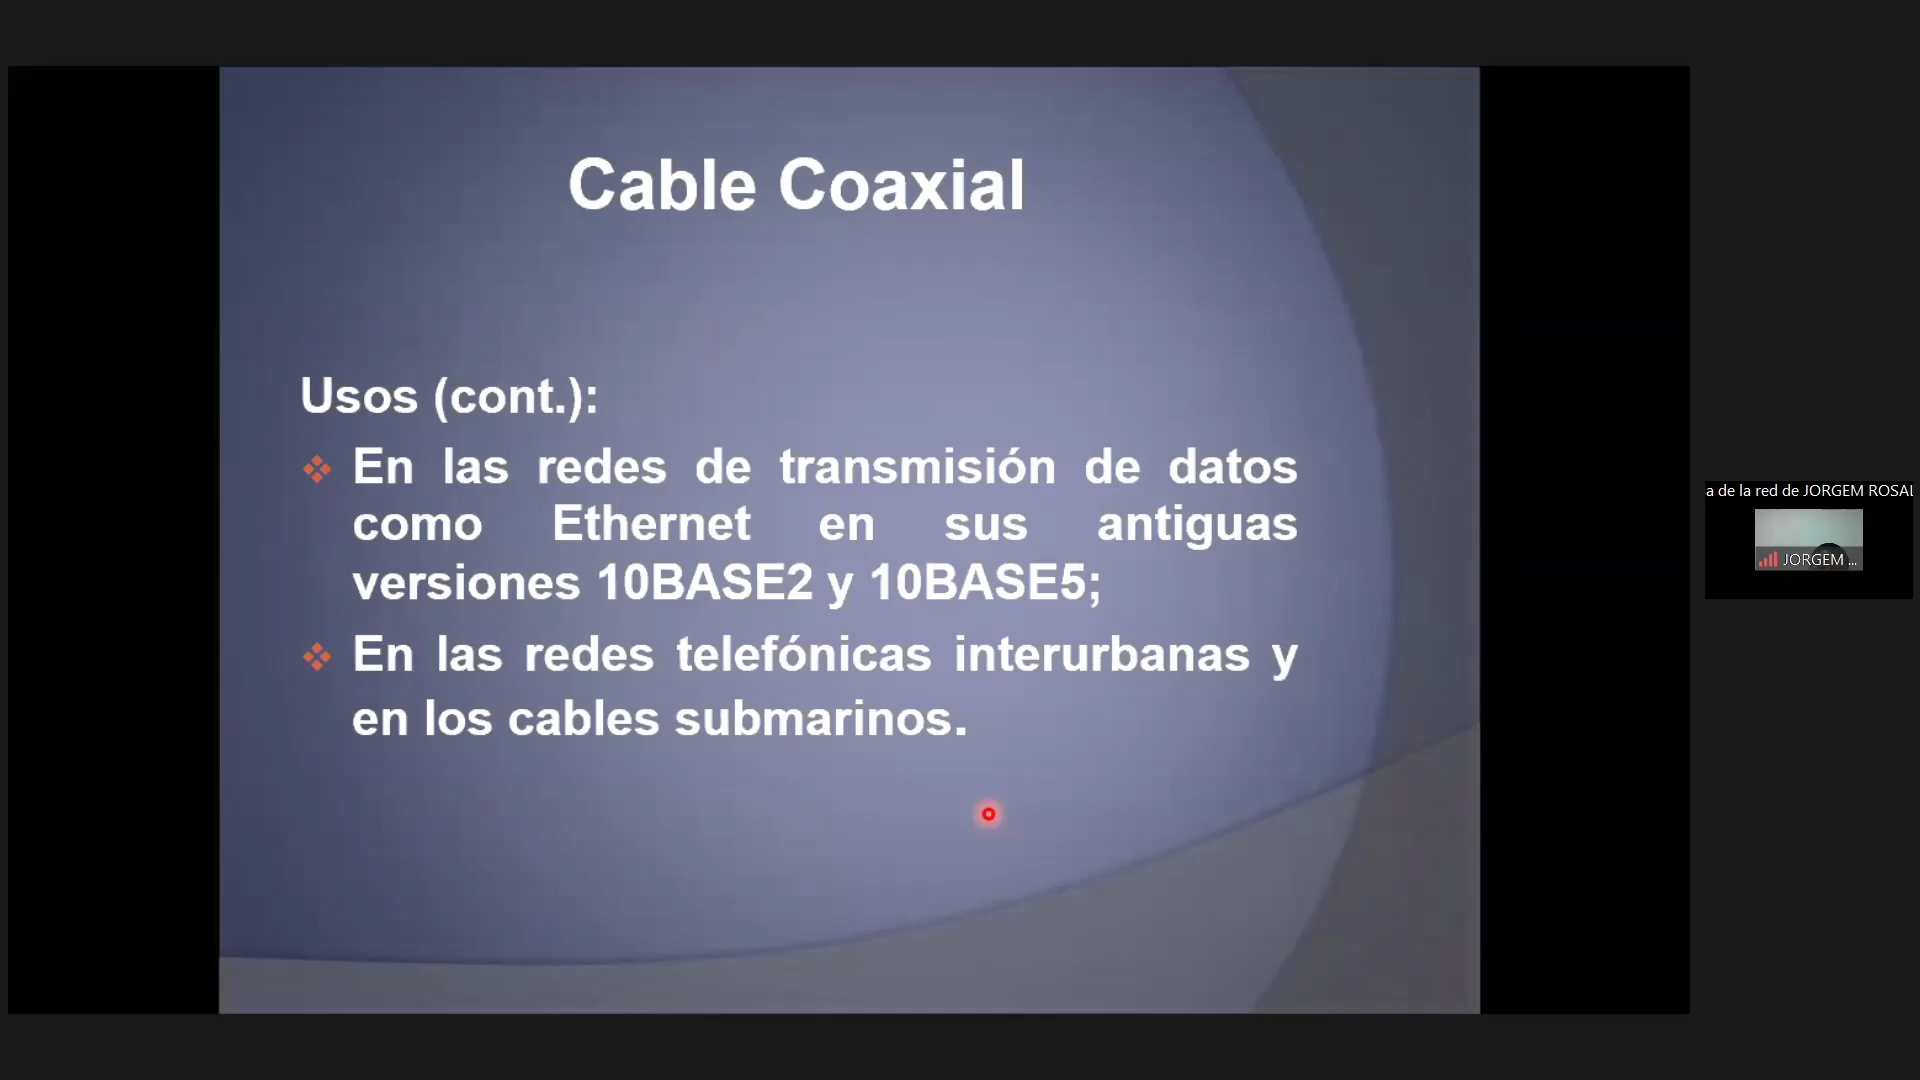 Cable Coaxial
Usos (cont.):
En las redes de transmisión de datos
como Ethernet en sus antiguas
versiones 10BASE2 y 10BASE5;
En las redes telefónicas interurbanas y
en los cables submarinos.
a de la red de JORGEM ROSAL
JORGEM ...